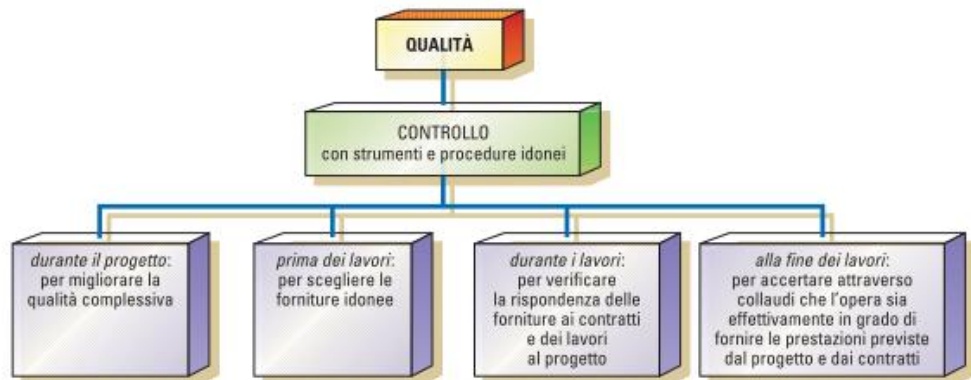 QUALITÀ
CONTROLLO
con strumenti e procedure idonei
durante il progetto:
per migliorare la
qualità complessiva
prima dei lavori:
per scegliere le
forniture idonee
durante i lavori:
per verificare
la rispondenza delle
forniture ai contratti
e dei lavori
al progetto
alla fine dei lavori:
per accertare attraverso
collaudi che l'opera sia
effettivamente in grado di
fornire le prestazioni previste
dal progetto e dai contratti